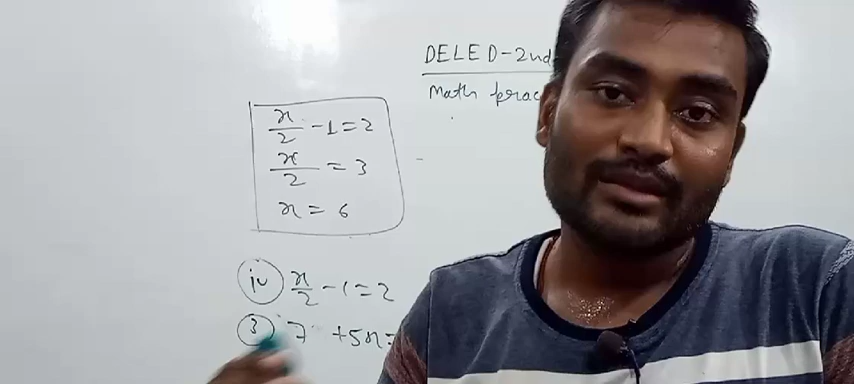 DELED-2nd
Math prac
x/2 - 1 = 2
x/2 = 3
x = 6
(iv) x/2 - 1 = 2
(3) 7 +5x=